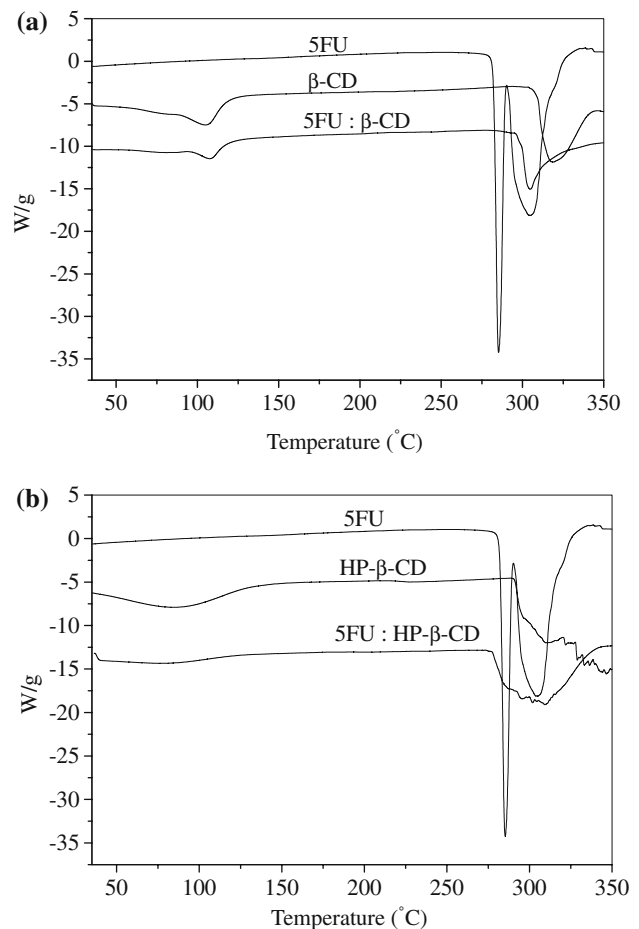 (a)
5
0
-5
-10
-15
-20
-25
-30
-35
W/g
5FU
β-CD
5FU : β-CD
50 100 150 200 250 300 350
Temperature (°C)
(b)
5
0
-5
-10
-15
-20
-25
-30
-35
W/g
5FU
HP-β-CD
5FU : HP-β-CD
50 100 150 200 250 300 350
Temperature (°C)